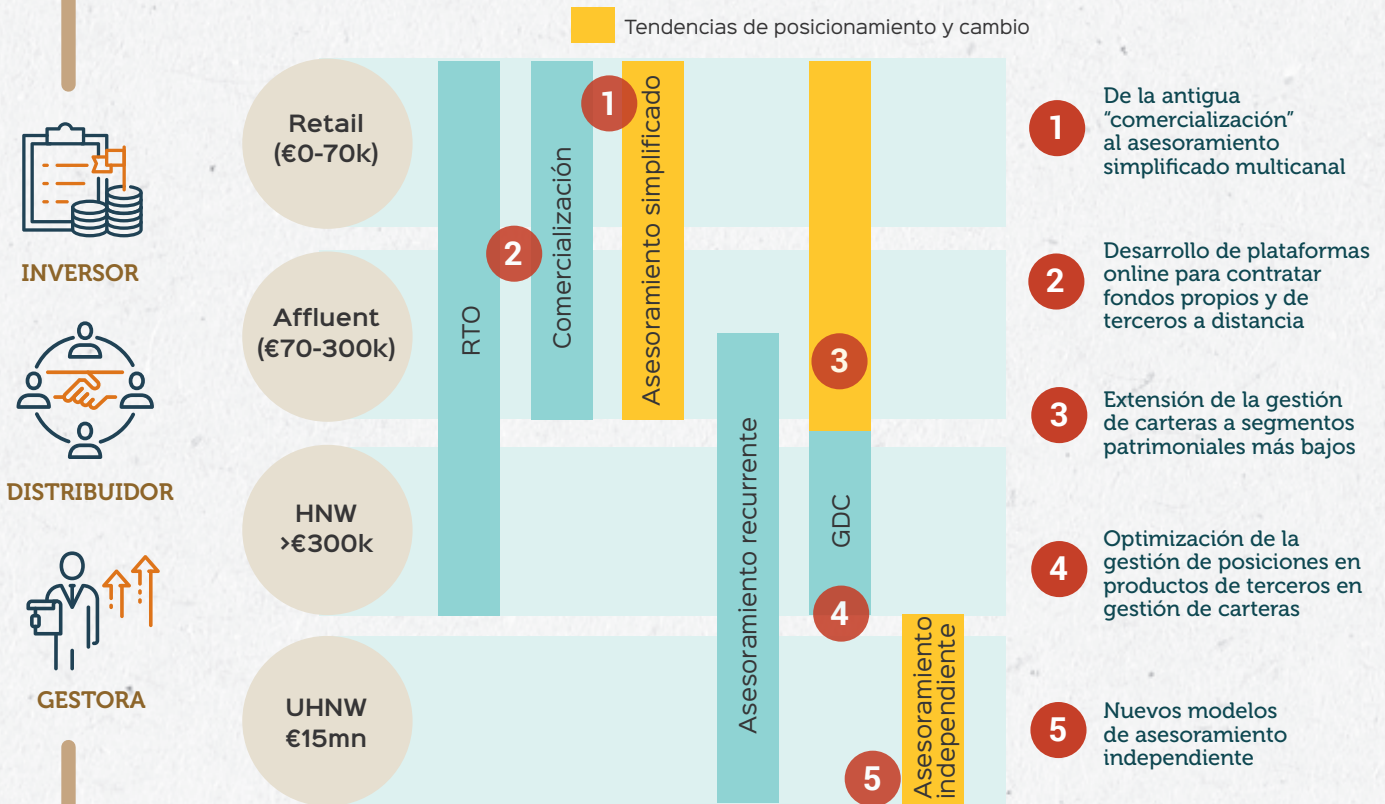 Tendencias de posicionamiento y cambio
INVERSOR
DISTRIBUIDOR
GESTORA
Retail
(€0-70k)
Affluent
(€70-300k)
HNW
>€300k
UHNW
€15mn
RTO
Comercialización
Asesoramiento simplificado
Asesoramiento recurrente
GDC
Asesoramiento
independiente
1
2
3
4
5
1
De la antigua
"comercialización"
al asesoramiento
simplificado multicanal
2
Desarrollo de plataformas
online para contratar
fondos propios y de
terceros a distancia
3
Extensión de la gestión
de carteras a segmentos
patrimoniales más bajos
4
Optimización de la
gestión de posiciones en
productos de terceros en
gestión de carteras
5
Nuevos modelos
de asesoramiento
independiente